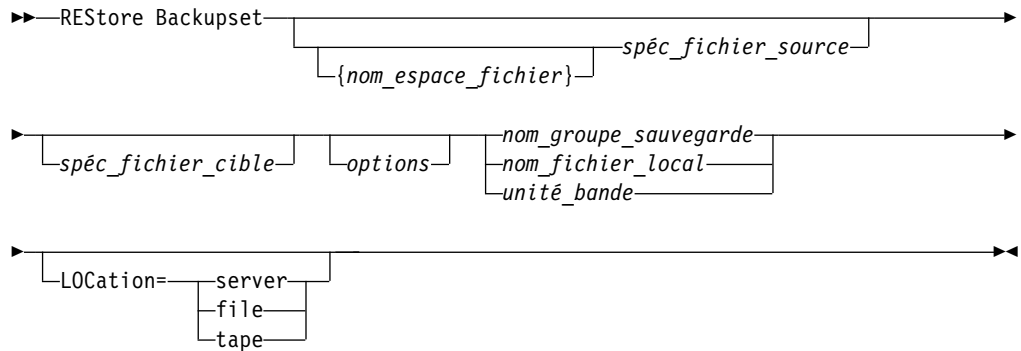 REStore Backupset
spéc_fichier_source
{nom_espace_fichier}
nom_groupe_sauvegarde
spéc_fichier_cible
options
nom_fichier_local
unité_bande
LOCation=
server
file
tape